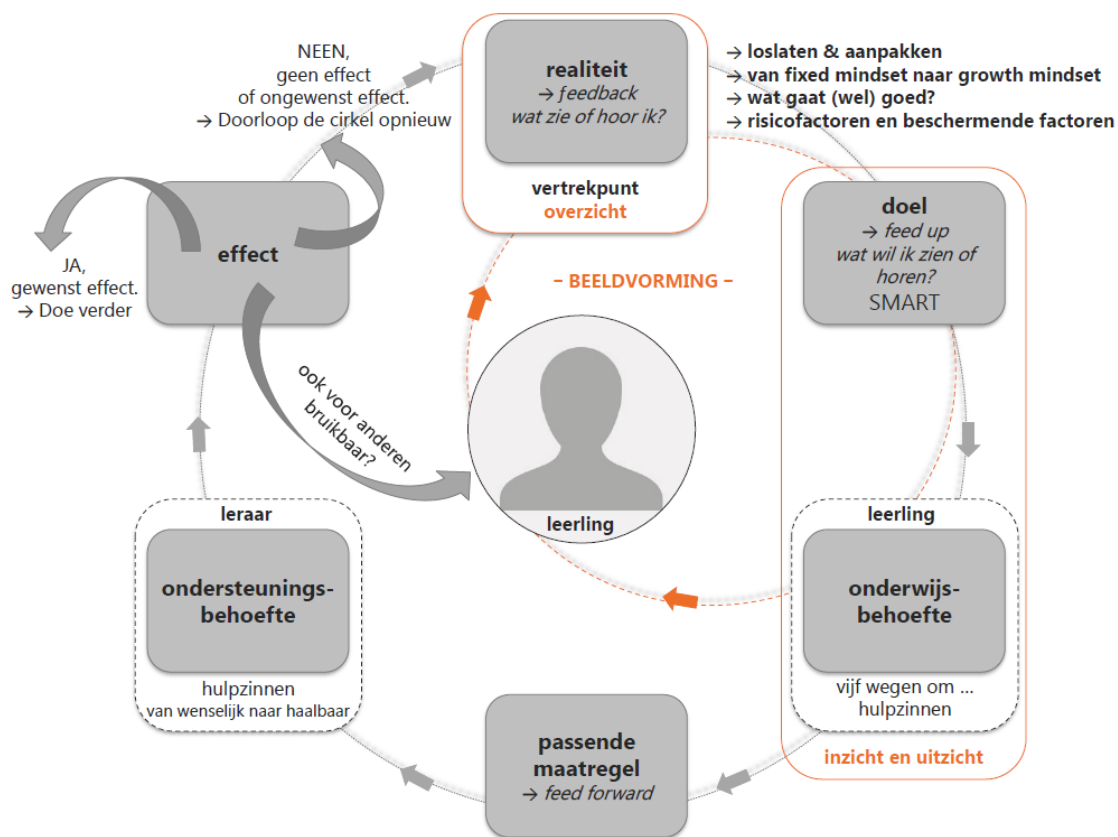 NEEN,
geen effect
of ongewenst effect.
→ Doorloop de cirkel opnieuw
realiteit
→ feedback
wat zie of hoor ik?
vertrekpunt
overzicht
→ loslaten & aanpakken
→ van fixed mindset naar growth mindset
→ wat gaat (wel) goed?
→ risicofactoren en beschermende factoren
doel
→ feed up
wat wil ik zien of
horen?
SMART
effect
JA,
gewenst effect.
→ Doe verder
– BEELDVORMING –
ook voor anderen
bruikbaar?
leerling
leraar
ondersteunings-
behoefte
hulpzinnen
van wenselijk naar haalbaar
leerling
onderwijs-
behoefte
vijf wegen om ...
hulpzinnen
inzicht en uitzicht
passende
maatregel
→ feed forward